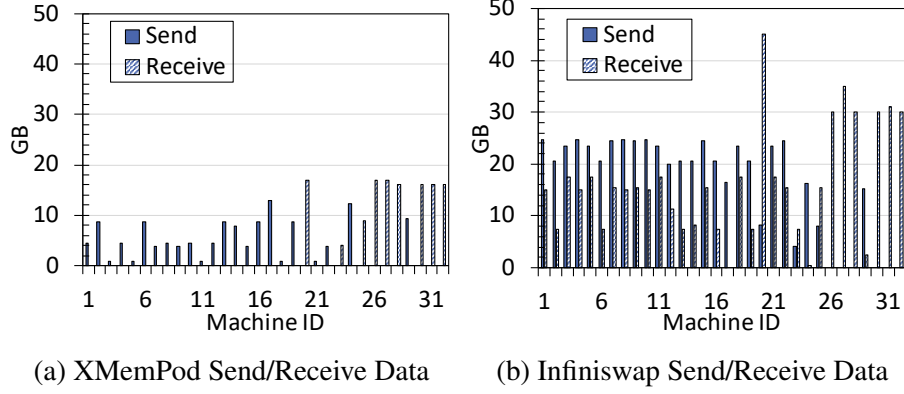 50
40
30
20
10
0
GB
Send
Receive
1 6 11 16 21 26 31
Machine ID
(a) XMemPod Send/Receive Data
50
40
30
20
10
0
GB
Send
Receive
1 6 11 16 21 26 31
Machine ID
(b) Infiniswap Send/Receive Data